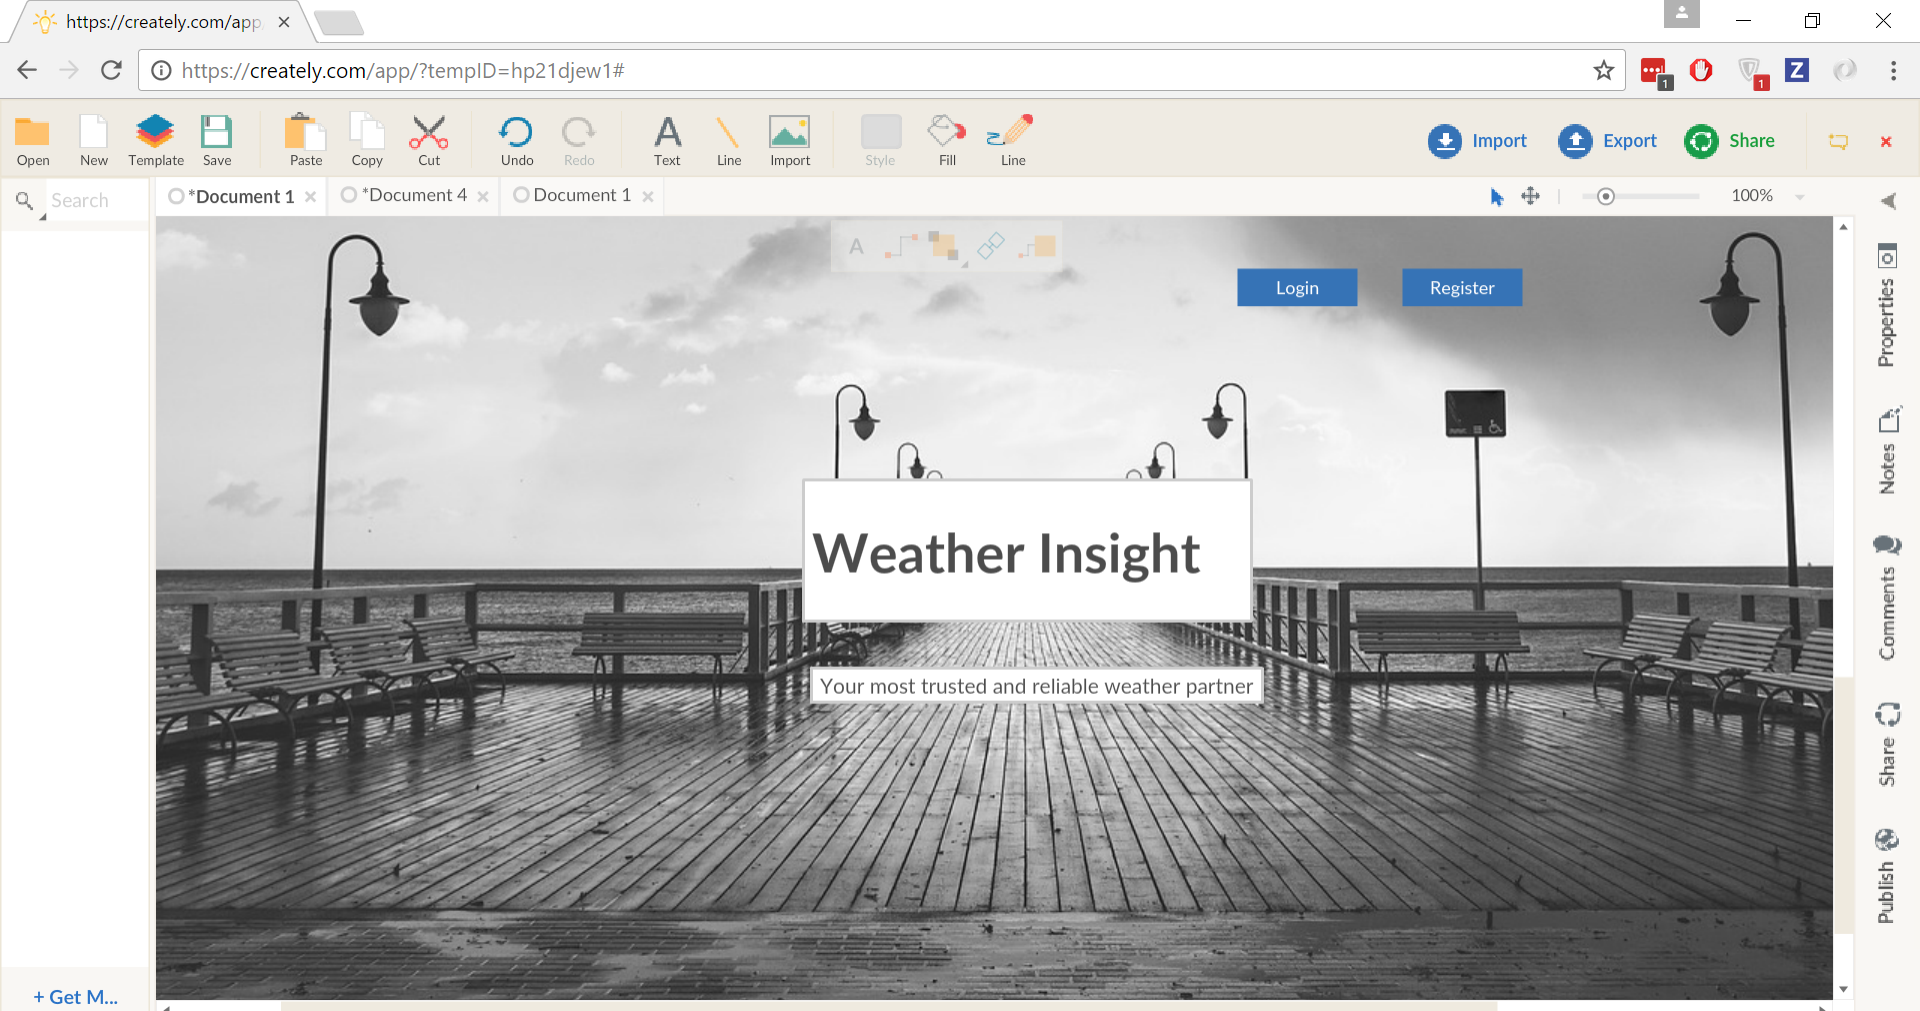 https://creately.com/app
https://creately.com/app/?tempID=hp21djew1#
1
1
Z
Open New Template Save Paste Copy Cut Undo Redo Text Line Import Style Fill Line
Import Export Share
Search
*Document 1
*Document 4
Document 1
100%
A
Login Register
Weather Insight
Your most trusted and reliable weather partner
Properties
Notes
Comments
Share
Publish
+ Get M...